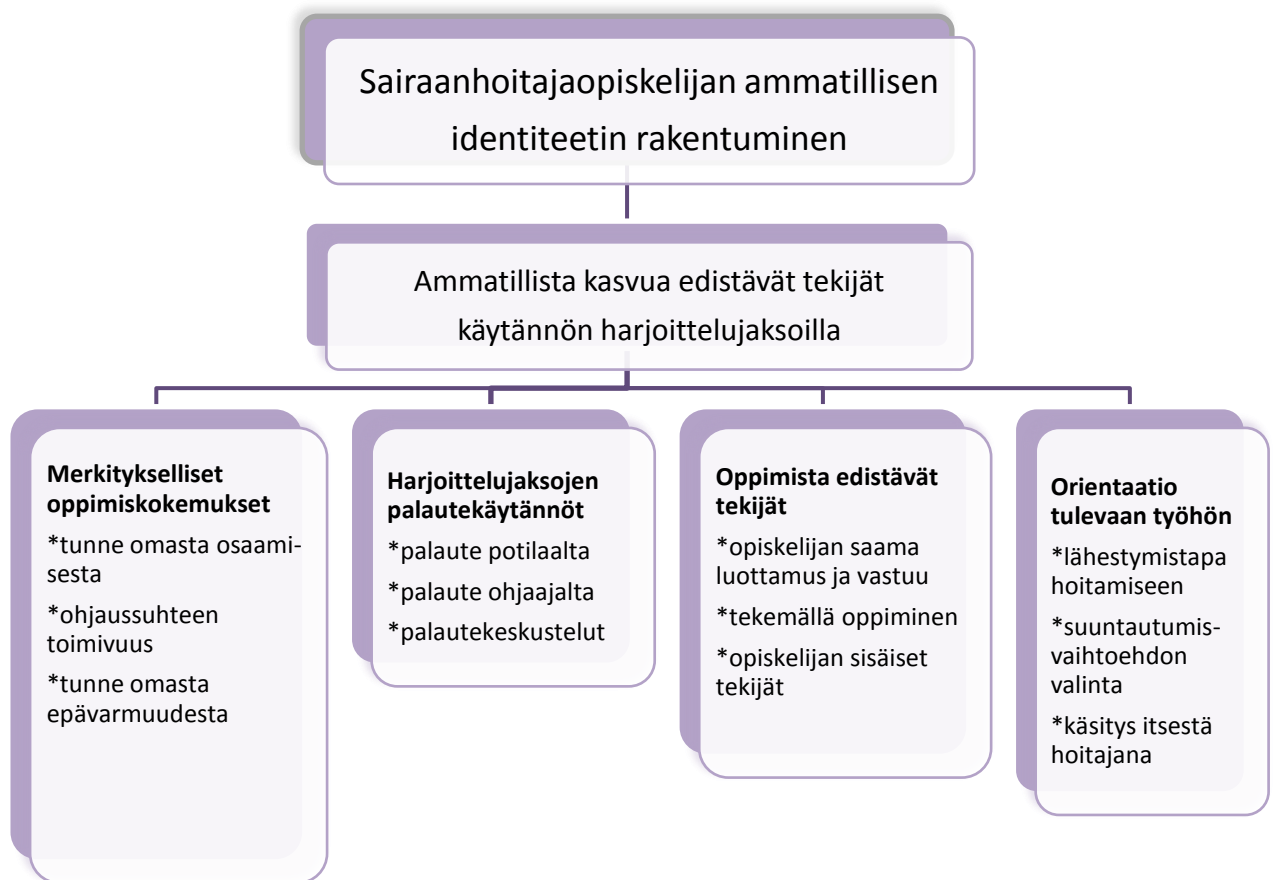 Sairaanhoitajaopiskelijan ammatillisen
identiteetin rakentuminen
Ammatillista kasvua edistävät tekijät
käytännön harjoittelujaksoilla
Merkitykselliset
oppimiskokemukset
*tunne omasta osaami-
sesta
*ohjaussuhteen
toimivuus
*tunne omasta
epävarmuudesta
Harjoittelujaksojen
palautekäytännöt
*palaute potilaalta
*palaute ohjaajalta
*palautekeskustelut
Oppimista edistävät
tekijät
*opiskelijan saama
luottamus ja vastuu
*tekemällä oppiminen
*opiskelijan sisäiset
tekijät
Orientaatio
tulevaan työhön
*lähestymistapa
hoitamiseen
*suuntautumis-
vaihtoehdon
valinta
*käsitys itsestä
hoitajana